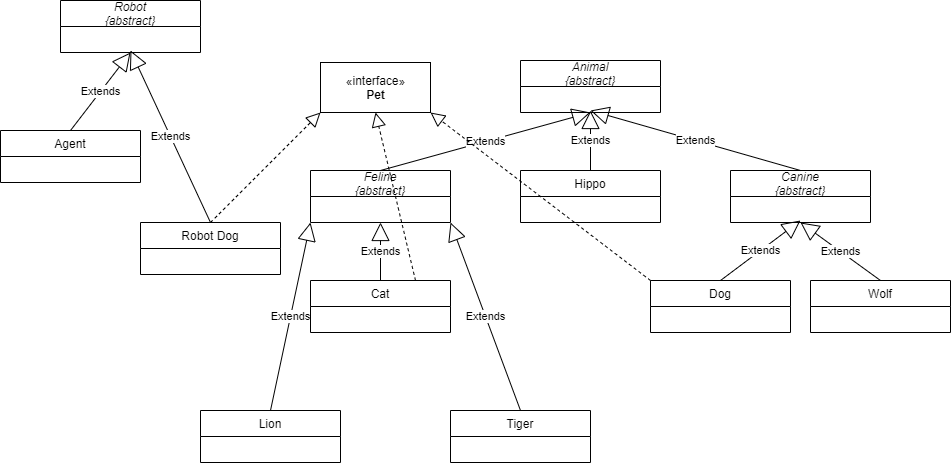 Robot
{abstract}
«interface»
Pet
Animal
{abstract}
Extends
Agent
Extends
Extends
Extends
Extends
Feline
{abstract}
Hippo
Canine
{abstract}
Robot Dog
Extends
Extends
Extends
Cat
Dog
Wolf
Extends
Extends
Lion
Tiger